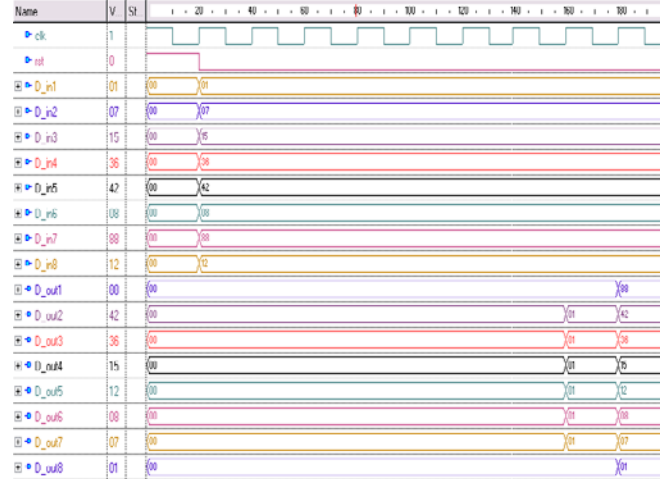 Name V St. 20 40 60 80 100 120 140 160 180
clk 1
rst 0
D_in1 01 00 01
D_in2 07 00 07
D_in3 15 00 15
D_in4 36 00 36
D_in5 42 00 42
D_in6 08 00 08
D_in7 88 00 88
D_in8 12 00 12
D_out1 00 00 88
D_out2 42 00 01 42
D_out3 36 00 01 36
D_out4 15 00 01 15
D_out5 12 00 01 12
D_out6 08 00 01 08
D_out7 07 00 01 07
D_out8 01 00 01